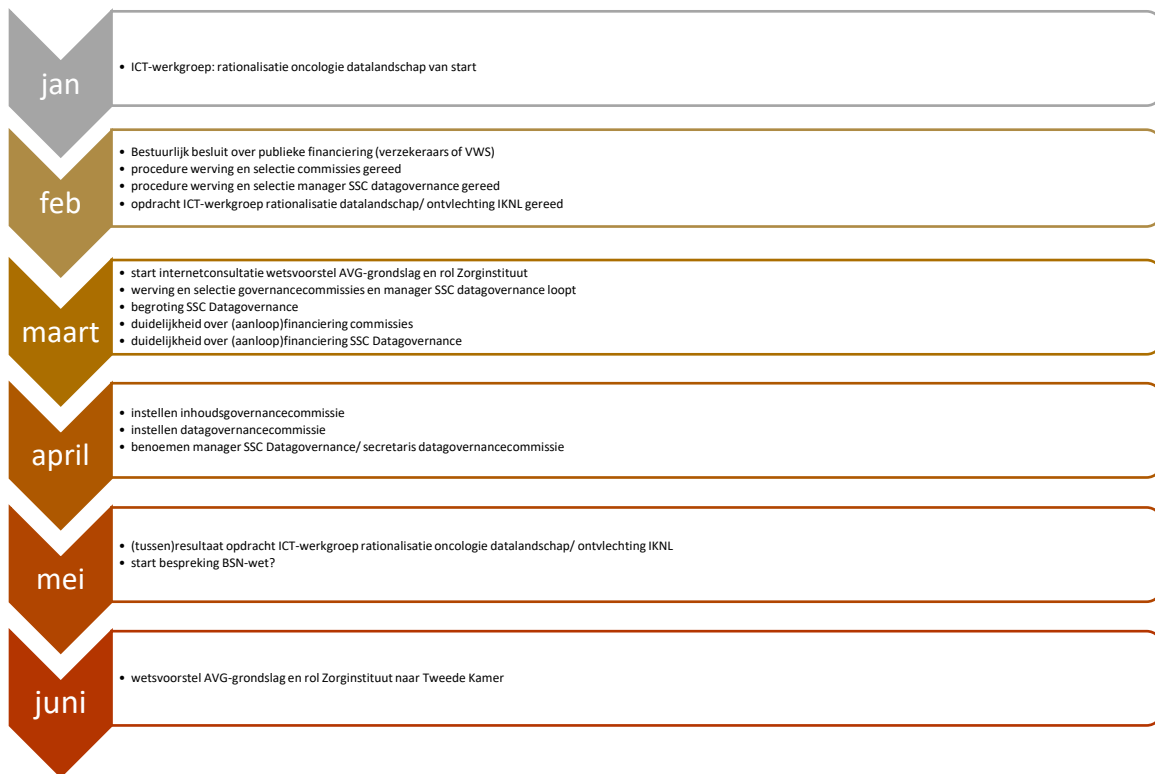 jan
• ICT-werkgroep: rationalisatie oncologie datalandschap van start
feb
• Bestuurlijk besluit over publieke financiering (verzekeraars of VWS)
• procedure werving en selectie commissies gereed
• procedure werving en selectie manager SSC datagovernance gereed
• opdracht ICT-werkgroep rationalisatie datalandschap/ ontvlechting IKNL gereed
maart
• start internetconsultatie wetsvoorstel AVG-grondslag en rol Zorginstituut
• werving en selectie governancecommissies en manager SSC datagovernance loopt
• begroting SSC Datagovernance
• duidelijkheid over (aanloop)financiering commissies
• duidelijkheid over (aanloop)financiering SSC Datagovernance
april
• instellen inhoudsgovernancecommissie
• instellen datagovernancecommissie
• benoemen manager SSC Datagovernance/ secretaris datagovernancecommissie
mei
• (tussen)resultaat opdracht ICT-werkgroep rationalisatie oncologie datalandschap/ ontvlechting IKNL
• start bespreking BSN-wet?
juni
• wetsvoorstel AVG-grondslag en rol Zorginstituut naar Tweede Kamer